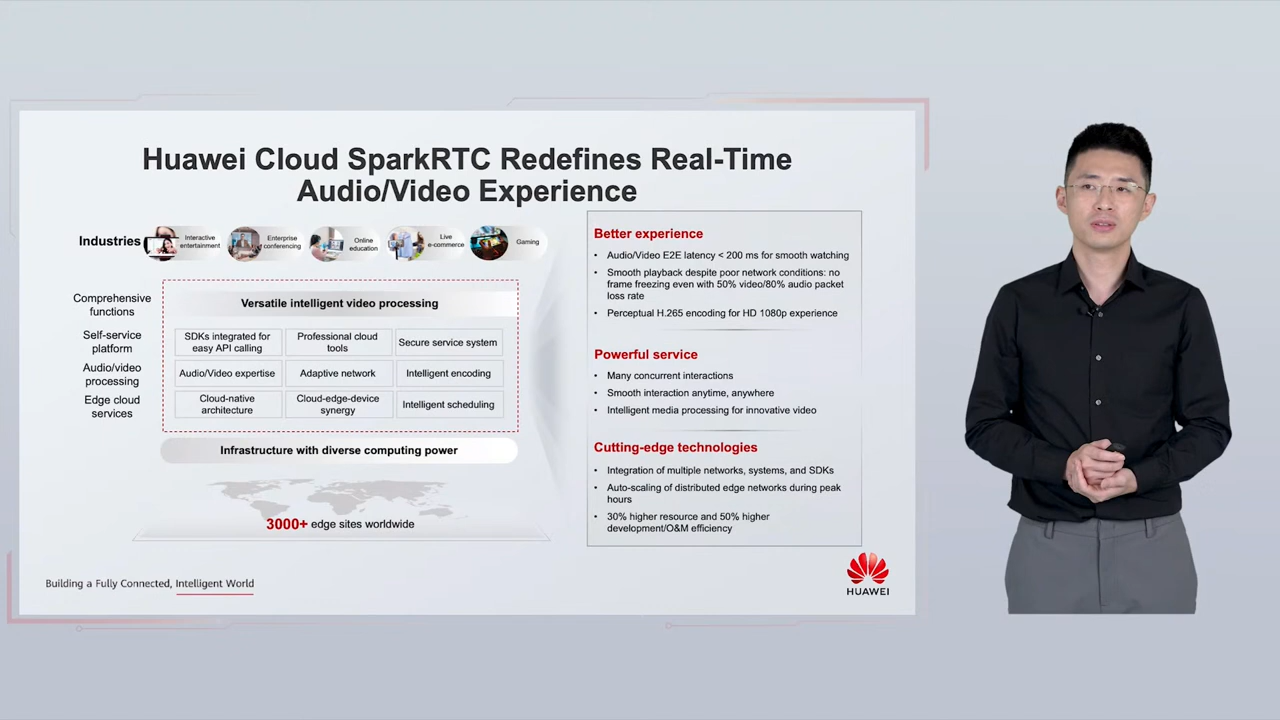 Huawei Cloud SparkRTC Redefines Real-Time
Audio/Video Experience
Industries
Interactive
entertainment
Enterprise
conferencing
Online
education
Live
e-commerce
Gaming
Comprehensive
functions
Self-service
platform
Audio/video
processing
Edge cloud
services
Versatile intelligent video processing
SDKs integrated for
easy API calling
Professional cloud
tools
Secure service system
Audio/Video expertise
Adaptive network
Intelligent encoding
Cloud-native
architecture
Cloud-edge-device
synergy
Intelligent scheduling
Infrastructure with diverse computing power
3000+ edge sites worldwide
Better experience
• Audio/Video E2E latency < 200 ms for smooth watching
• Smooth playback despite poor network conditions: no
frame freezing even with 50% video/80% audio packet
loss rate
• Perceptual H.265 encoding for HD 1080p experience
Powerful service
• Many concurrent interactions
• Smooth interaction anytime, anywhere
• Intelligent media processing for innovative video
Cutting-edge technologies
• Integration of multiple networks, systems, and SDKs
• Auto-scaling of distributed edge networks during peak
hours
• 30% higher resource and 50% higher
development/O&M efficiency
Building a Fully Connected, Intelligent World
HUAWEI